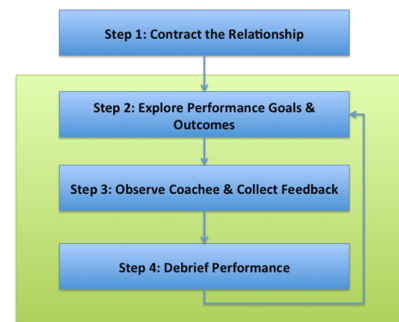 Step 1: Contract the Relationship
Step 2: Explore Performance Goals &
Outcomes
Step 3: Observe Coachee & Collect Feedback
Step 4: Debrief Performance